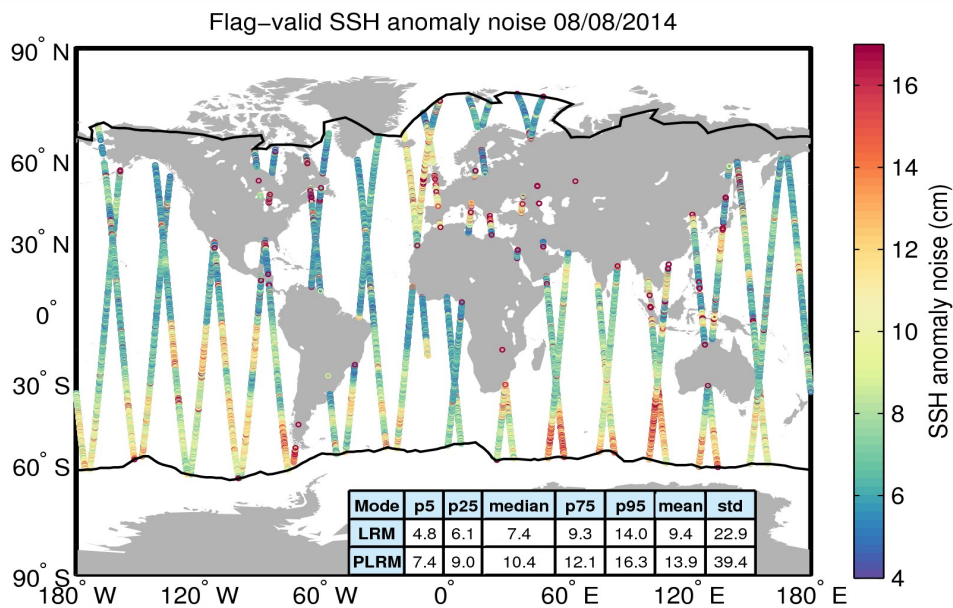 Flag−valid SSH anomaly noise 08/08/2014
90° N
60° N
30° N
0°
30° S
60° S
90° S
180° W
120° W
60° W
0°
60° E
120° E
180° E
Mode p5 p25 median p75 p95 mean std
LRM 4.8 6.1 7.4 9.3 14.0 9.4 22.9
PLRM 7.4 9.0 10.4 12.1 16.3 13.9 39.4
16
14
12
10
8
6
4
SSH anomaly noise (cm)